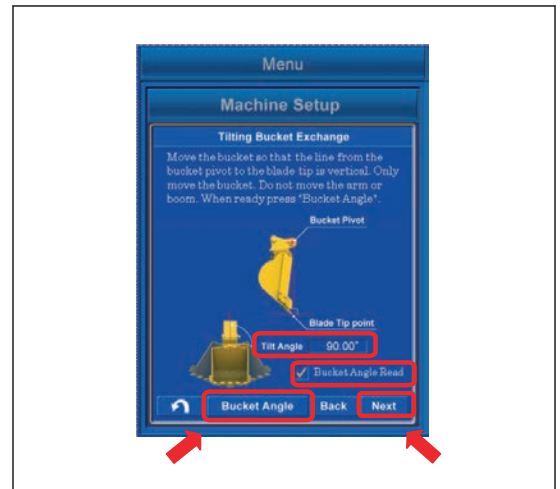 Menu
Machine Setup
Tilting Bucket Exchange
Move the bucket so that the line from the
bucket pivot to the blade tip is vertical. Only
move the bucket. Do not move the arm or
boom. When ready press "Bucket Angle".
Bucket Pivot
Blade Tip point
Tilt Angle 90.00°
Bucket Angle Read
Bucket Angle Back Next